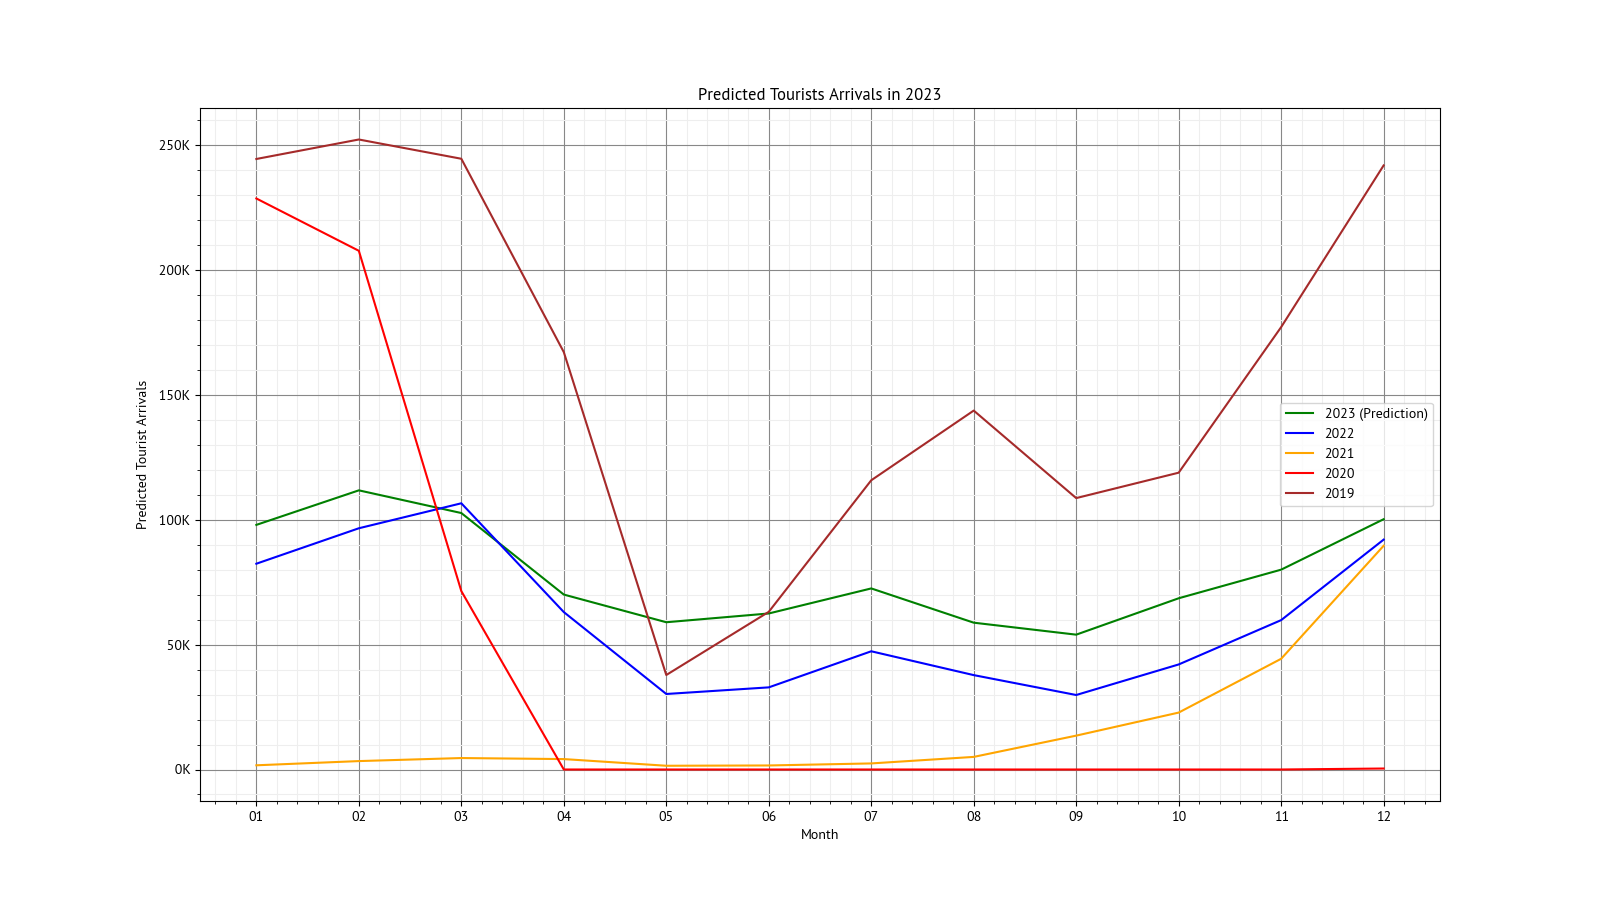 Predicted Tourists Arrivals in 2023
250K
200K
150K
100K
50K
0K
Predicted Tourist Arrivals
2023 (Prediction)
2022
2021
2020
2019
01 02 03 04 05 06 07 08 09 10 11 12
Month